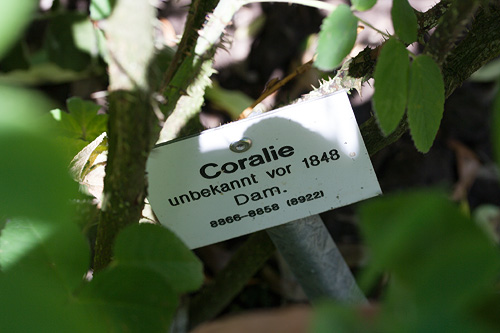 Coralie
unbekannt vor 1848
Dam.
8866-8858 (8922)